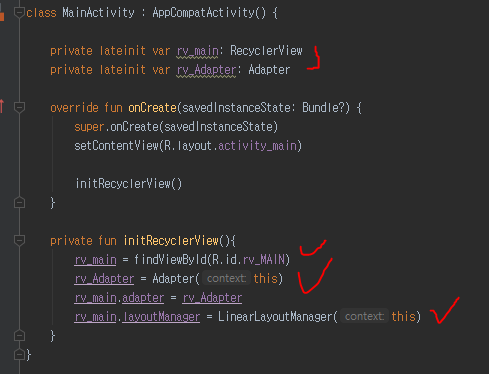 class MainActivity : AppCompatActivity() {
private lateinit var rv_main: RecyclerView
private lateinit var rv_Adapter: Adapter
override fun onCreate(savedInstanceState: Bundle?) {
super.onCreate(savedInstanceState)
setContentView(R.layout.activity_main)
initRecyclerView()
}
private fun initRecyclerView(){
rv_main = findViewById(R.id.rv_MAIN)
rv_Adapter = Adapter( context: this)
rv_main.adapter = rv_Adapter
rv_main.layoutManager = LinearLayoutManager( context: this)
}
}